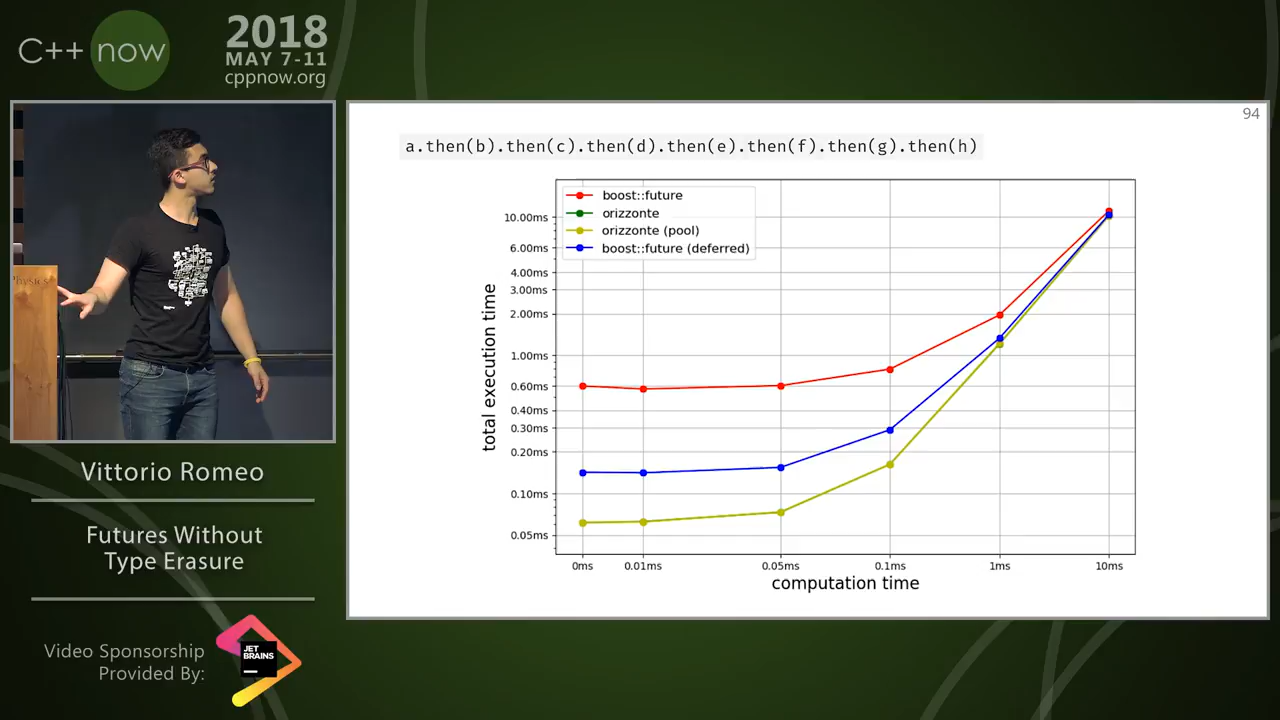 C++ now
2018
MAY 7-11
cppnow.org
Vittorio Romeo
Futures Without
Type Erasure
Video Sponsorship
Provided By:
JET
BRAINS
94
a.then(b).then(c).then(d).then(e).then(f).then(g).then(h)
boost::future
orizzonte
orizzonte (pool)
boost::future (deferred)
total execution time
10.00ms
6.00ms
4.00ms
3.00ms
2.00ms
1.00ms
0.60ms
0.40ms
0.30ms
0.20ms
0.10ms
0.05ms
0ms 0.01ms 0.05ms 0.1ms 1ms 10ms
computation time